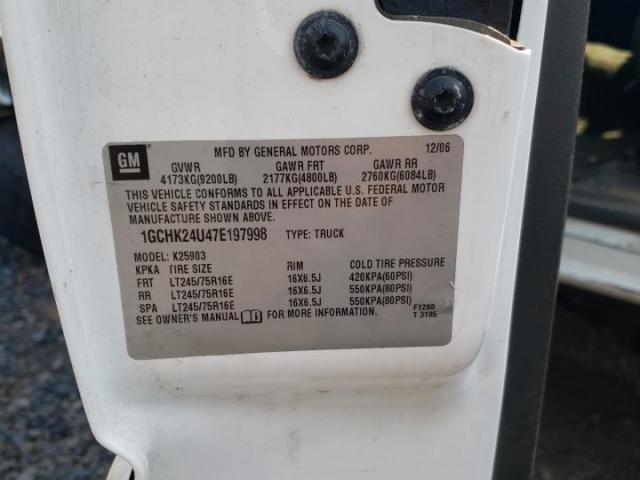 MFD BY GENERAL MOTORS CORP. 12/06
GM
GVWR GAWR FRT GAWR RR
4173KG(9200LB) 2177KG(4800LB) 2760KG(6084LB)
THIS VEHICLE CONFORMS TO ALL APPLICABLE U.S. FEDERAL MOTOR
VEHICLE SAFETY STANDARDS IN EFFECT ON THE DATE OF
MANUFACTURE SHOWN ABOVE.
1GCHK24U47E197998 TYPE: TRUCK
MODEL: K25903
KPKA TIRE SIZE RIM COLD TIRE PRESSURE
FRT LT245/75R16E 16X6.5J 420KPA(60PSI)
RR LT245/75R16E 16X6.5J 550KPA(80PSI)
SPA LT245/75R16E 16X6.5J 550KPA(80PSI)
SEE OWNER'S MANUAL FOR MORE INFORMATION.
F1288
T 3105